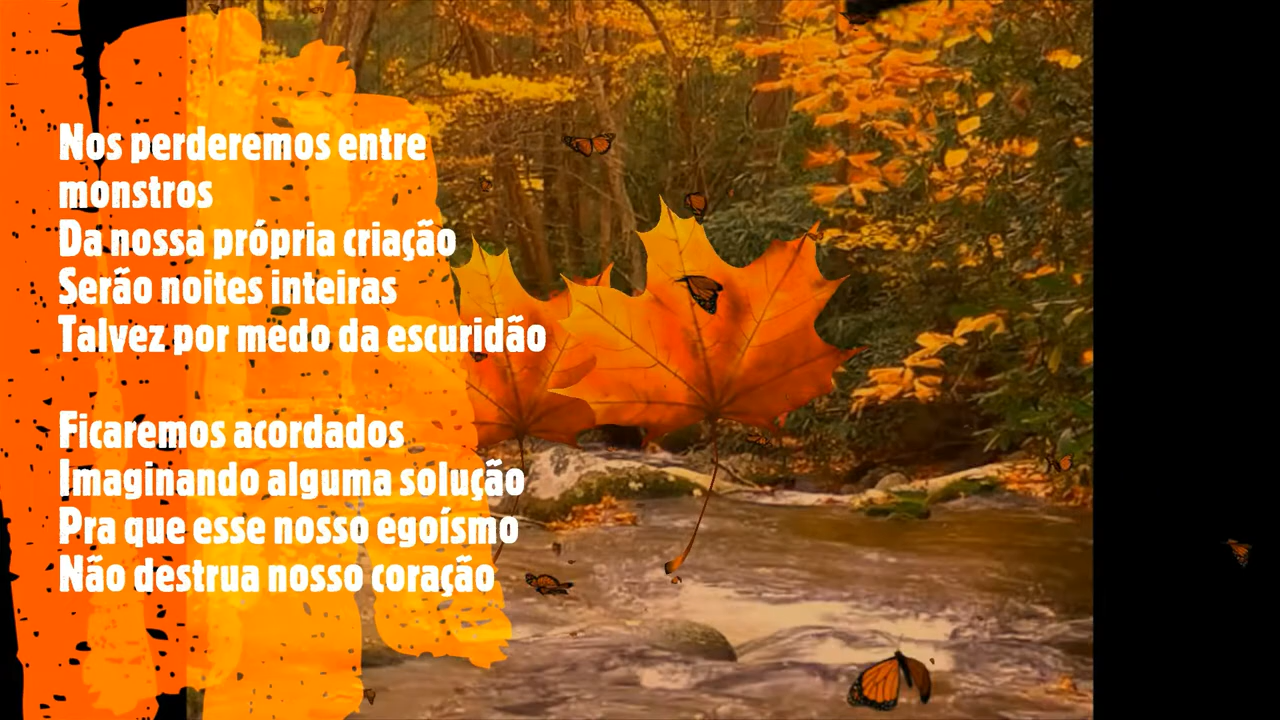 Nos perderemos entre
monstros
Da nossa própria criação
Serão noites inteiras
Talvez por medo da escuridão
Ficaremos acordados
Imaginando alguma solução
Pra que esse nosso egoísmo
Não destrua nosso coração